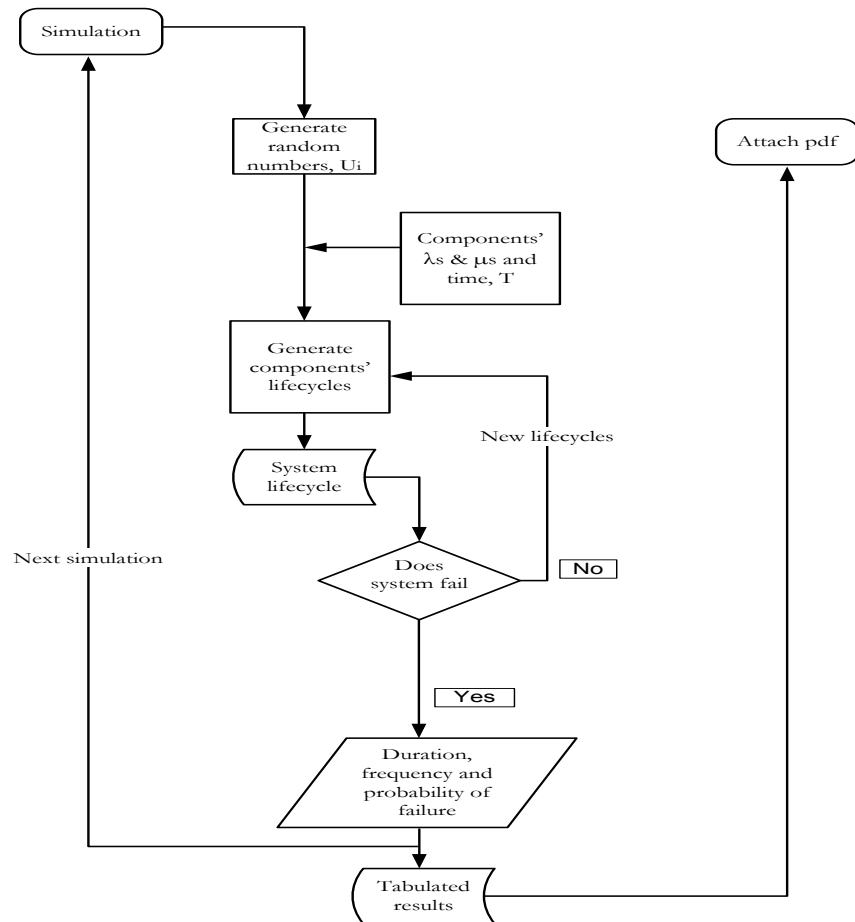 Simulation
Generate
random
numbers, Ui
Attach pdf
Components'
λs & μs and
time, T
Generate
components'
lifecycles
New lifecycles
System
lifecycle
Next simulation
Does
system fail
No
Yes
Duration,
frequency and
probability of
failure
Tabulated
results